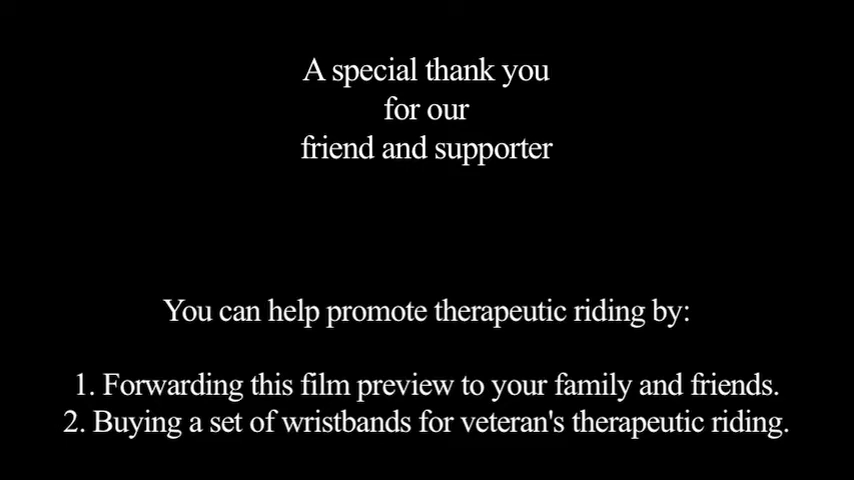 A special thank you
for our
friend and supporter
You can help promote therapeutic riding by:
1. Forwarding this film preview to your family and friends.
2. Buying a set of wristbands for veteran's therapeutic riding.